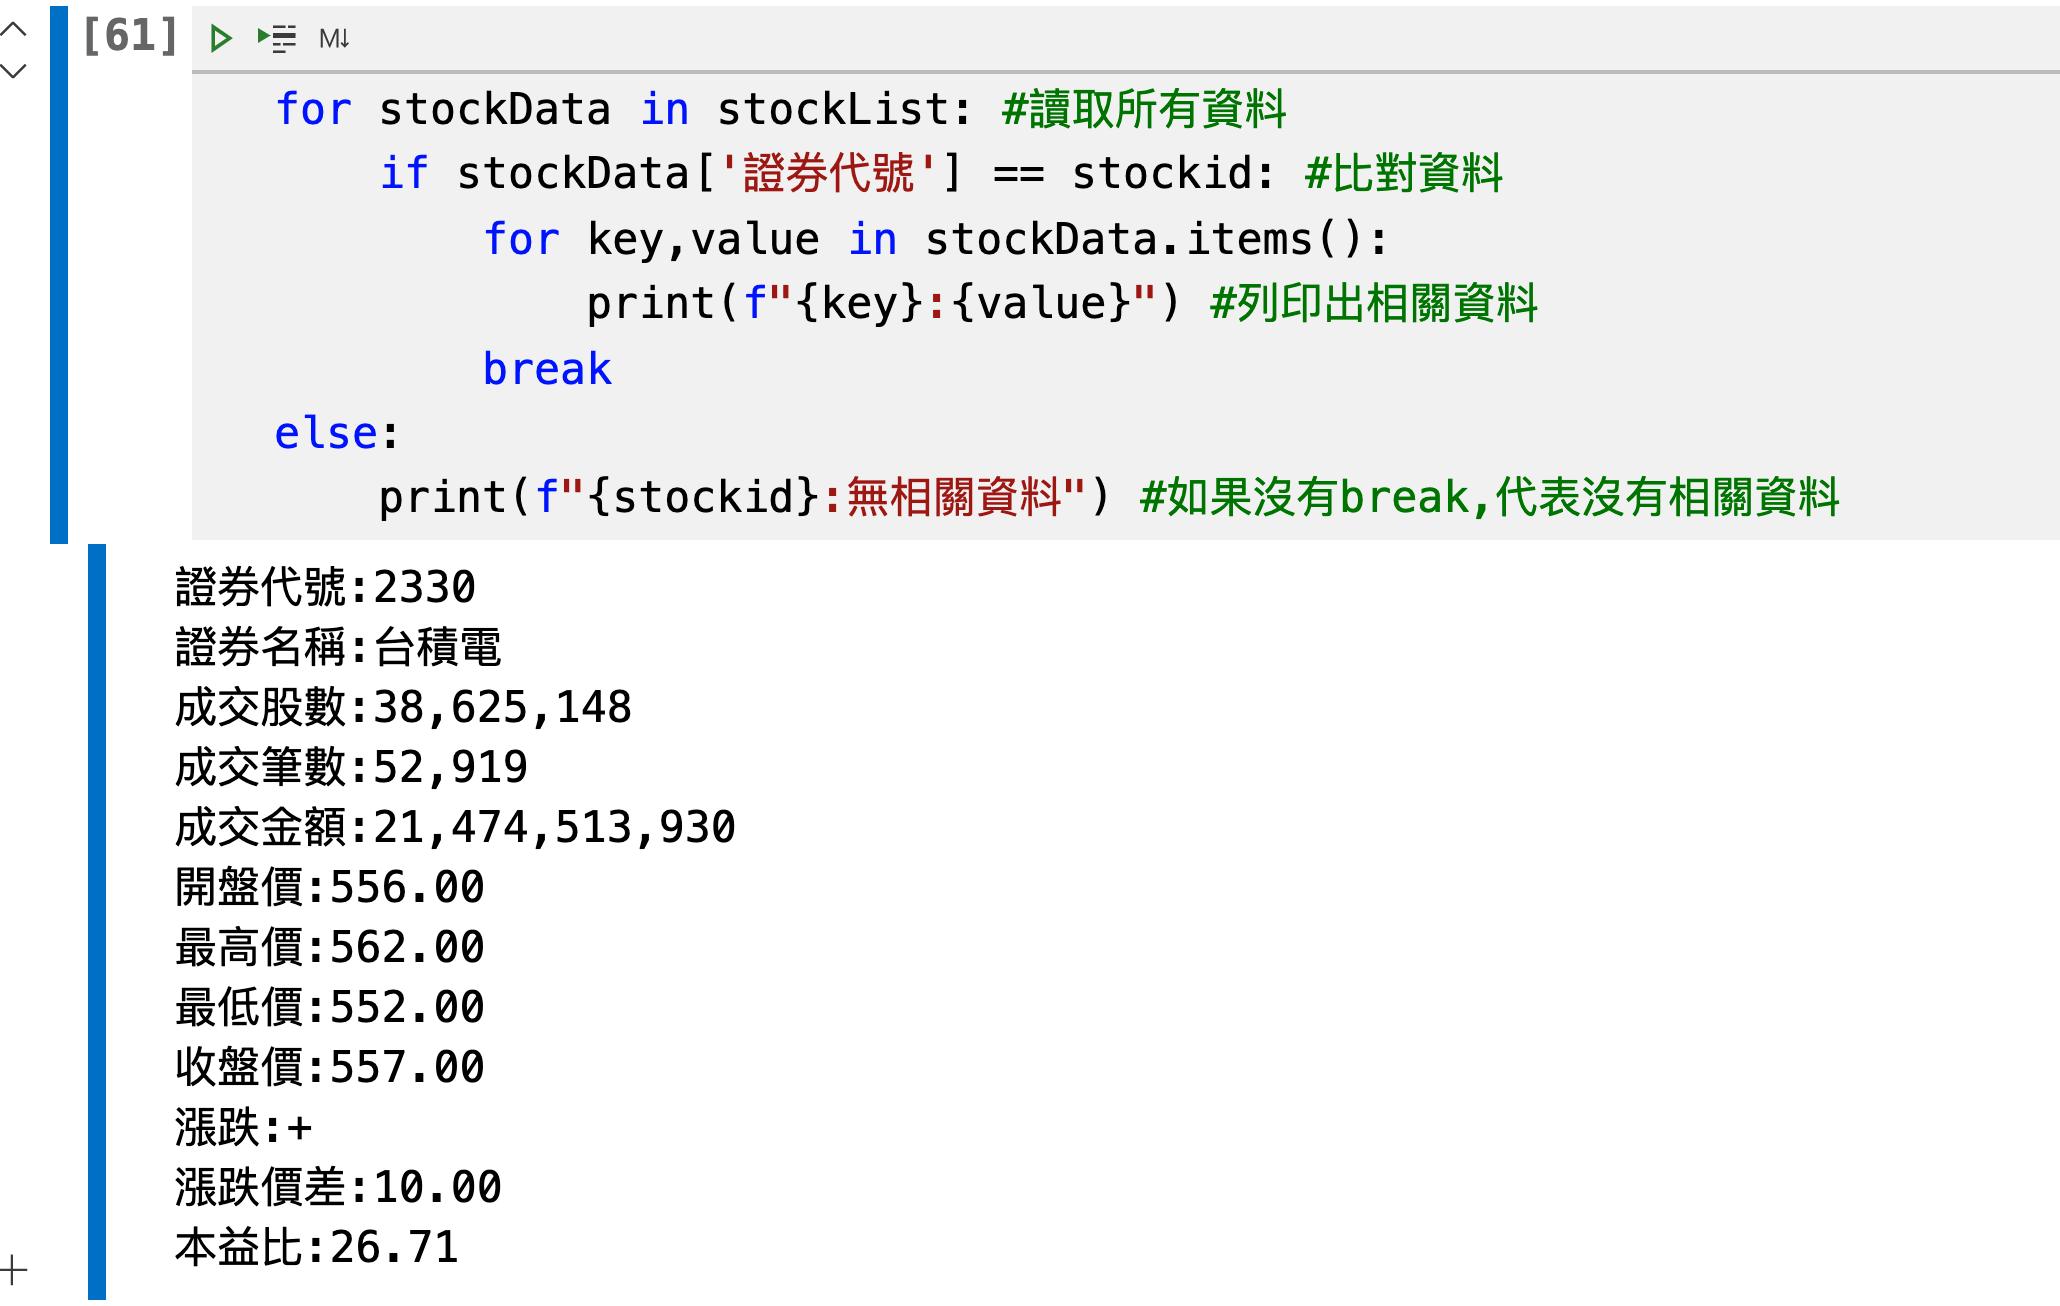 [61] M↓
for stockData in stockList: #讀取所有資料
    if stockData['證券代號'] == stockid: #比對資料
        for key,value in stockData.items():
            print(f"{key}:{value}") #列印出相關資料
        break
else:
    print(f"{stockid}:無相關資料") #如果沒有break,代表沒有相關資料
證券代號:2330
證券名稱:台積電
成交股數:38,625,148
成交筆數:52,919
成交金額:21,474,513,930
開盤價:556.00
最高價:562.00
最低價:552.00
收盤價:557.00
漲跌:+
漲跌價差:10.00
本益比:26.71